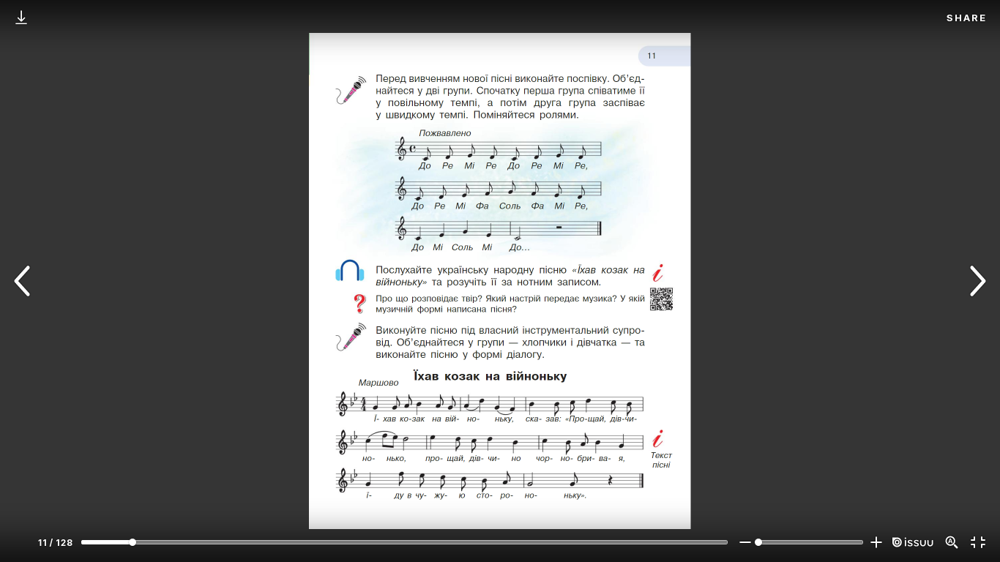 SHARE
11
Перед вивченням нової пісні виконайте поспівку. Об’єд-
найтеся у дві групи. Спочатку перша група співатиме її
у повільному темпі, а потім друга група заспіває
у швидкому темпі. Поміняйтеся ролями.
Пожвавлено
До Ре Мі Ре До Ре Мі Ре,
До Ре Мі Фа Соль Фа Мі Ре,
До Мі Соль Мі До...
Послухайте українську народну пісню «Їхав козак на
війноньку» та розучіть її за нотним записом.
i
?
Про що розповідає твір? Який настрій передає музика? У якій
музичній формі написана пісня?
Виконуйте пісню під власний інструментальний супро-
від. Об’єднайтеся у групи — хлопчики і дівчатка — та
виконайте пісню у формі діалогу.
Їхав козак на війноньку
Маршово
4
4
Ї- хав ко-зак на вій- но- ньку, ска- зав: «Про-щай, дів-чи-
но- нько, про- щай, дів- чи- но чор- но- бри- ва- я,
i
Текст
пісні
ї- ду в чу- жу- ю сто- ро- но- ньку».
11 / 128
issuu